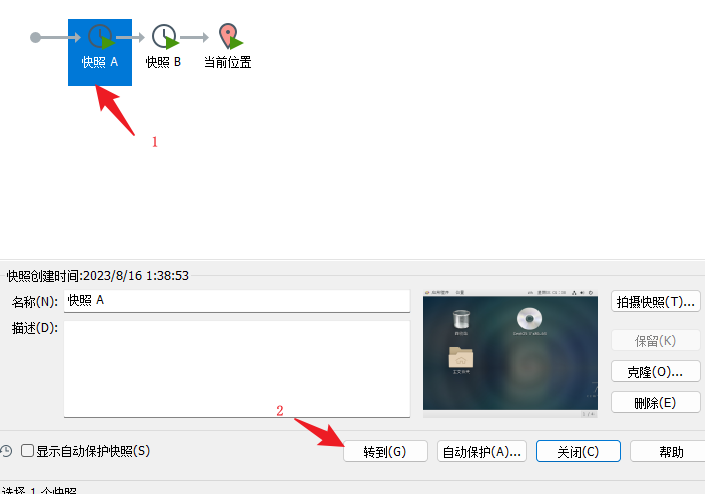 快照 A 快照 B 当前位置
1
快照创建时间:2023/8/16 1:38:53
名称(N): 快照 A
拍摄快照(T)...
描述(D):
保留(K)
克隆(O)...
删除(E)
2
显示自动保护快照(S) 转到(G) 自动保护(A)... 关闭(C) 帮助
选择 1 个快照